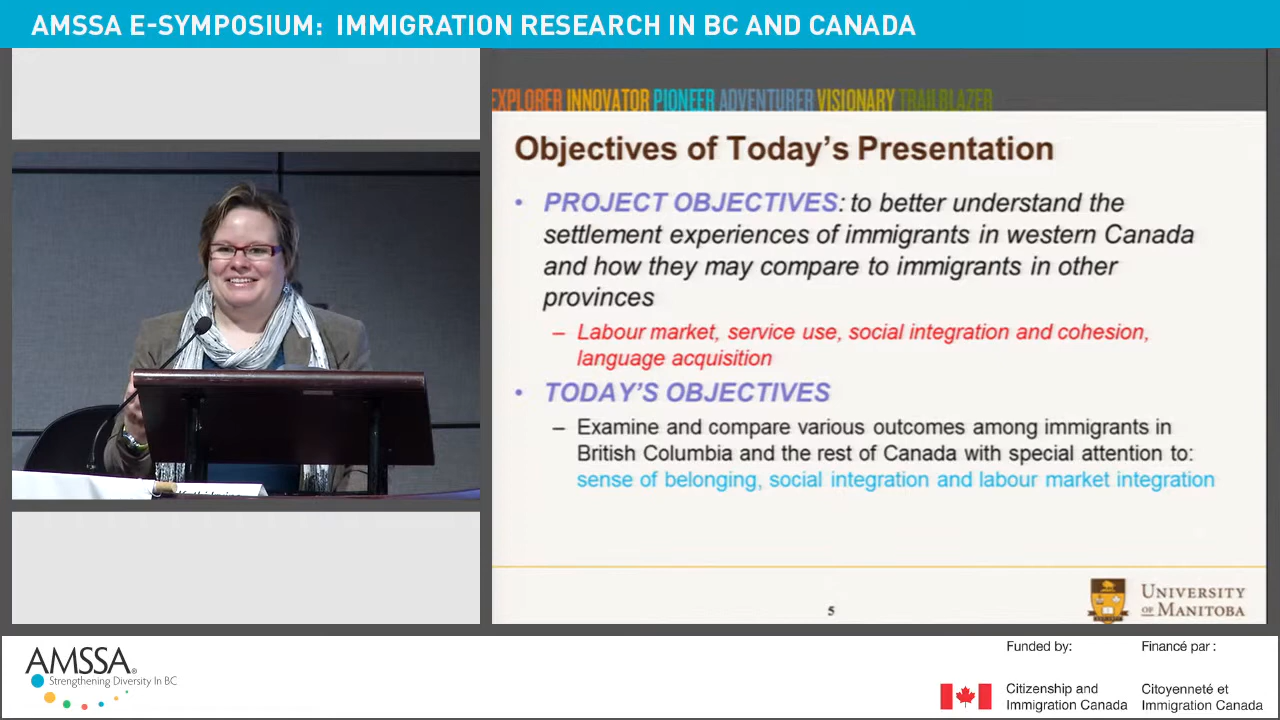 AMSSA E-SYMPOSIUM: IMMIGRATION RESEARCH IN BC AND CANADA
EXPLORER INNOVATOR PIONEER ADVENTURER VISIONARY TRAILBLAZER
Objectives of Today's Presentation
• PROJECT OBJECTIVES: to better understand the
settlement experiences of immigrants in western Canada
and how they may compare to immigrants in other
provinces
– Labour market, service use, social integration and cohesion,
language acquisition
• TODAY'S OBJECTIVES
– Examine and compare various outcomes among immigrants in
British Columbia and the rest of Canada with special attention to:
sense of belonging, social integration and labour market integration
5
UNIVERSITY
OF MANITOBA
AMSSA®
Strengthening Diversity In BC
Funded by:
Citizenship and
Immigration Canada
Financé par :
Citoyenneté et
Immigration Canada